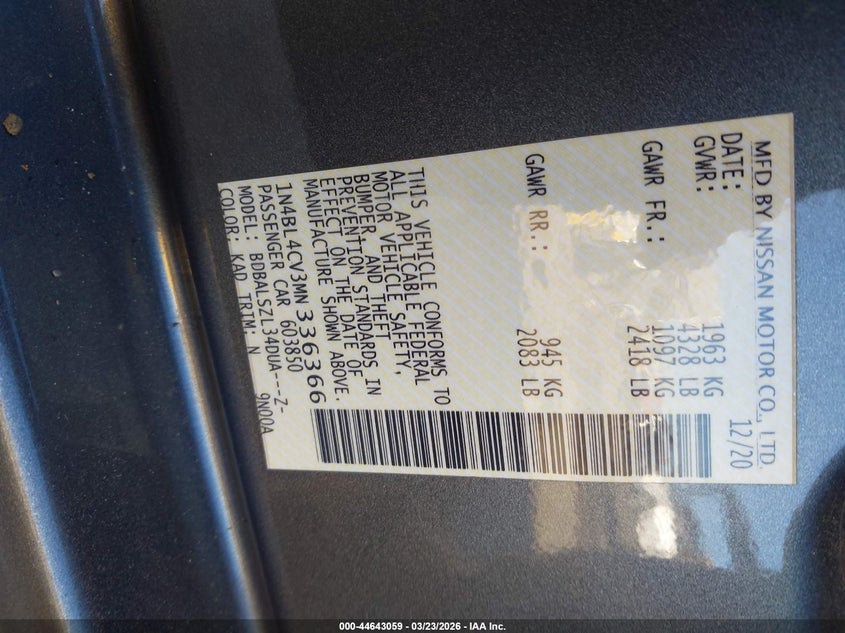 MFD BY NISSAN MOTOR CO., LTD.
DATE: 12/20
GVWR: 1963 KG
4328 LB
GAWR FR.: 1097 KG
2418 LB
GAWR RR.: 945 KG
2083 LB
THIS VEHICLE CONFORMS TO
ALL APPLICABLE FEDERAL
MOTOR VEHICLE SAFETY,
BUMPER, AND THEFT
PREVENTION STANDARDS IN
EFFECT ON THE DATE OF
MANUFACTURE SHOWN ABOVE.
1N4BL4CV3MN336366
PASSENGER CAR 603850
MODEL: BDBALSZL34DUA---Z-
COLOR: KAD TRIM N 9N00A
000-44643059 - 03/23/2026 - IAA Inc.